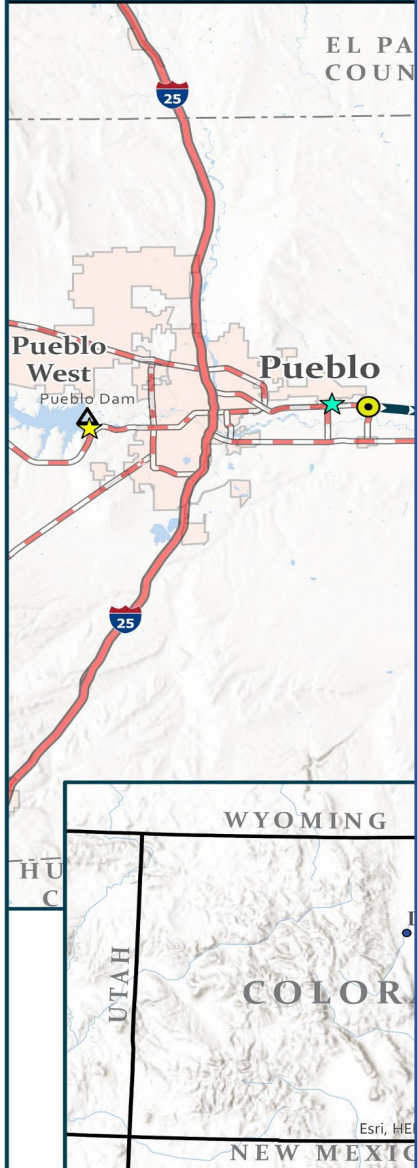 EL PA
COUN
25
Pueblo
West
Pueblo
Pueblo Dam
25
HU
C
WYOMING
UTAH
COLOR
Esri, HE
NEW MEXIC